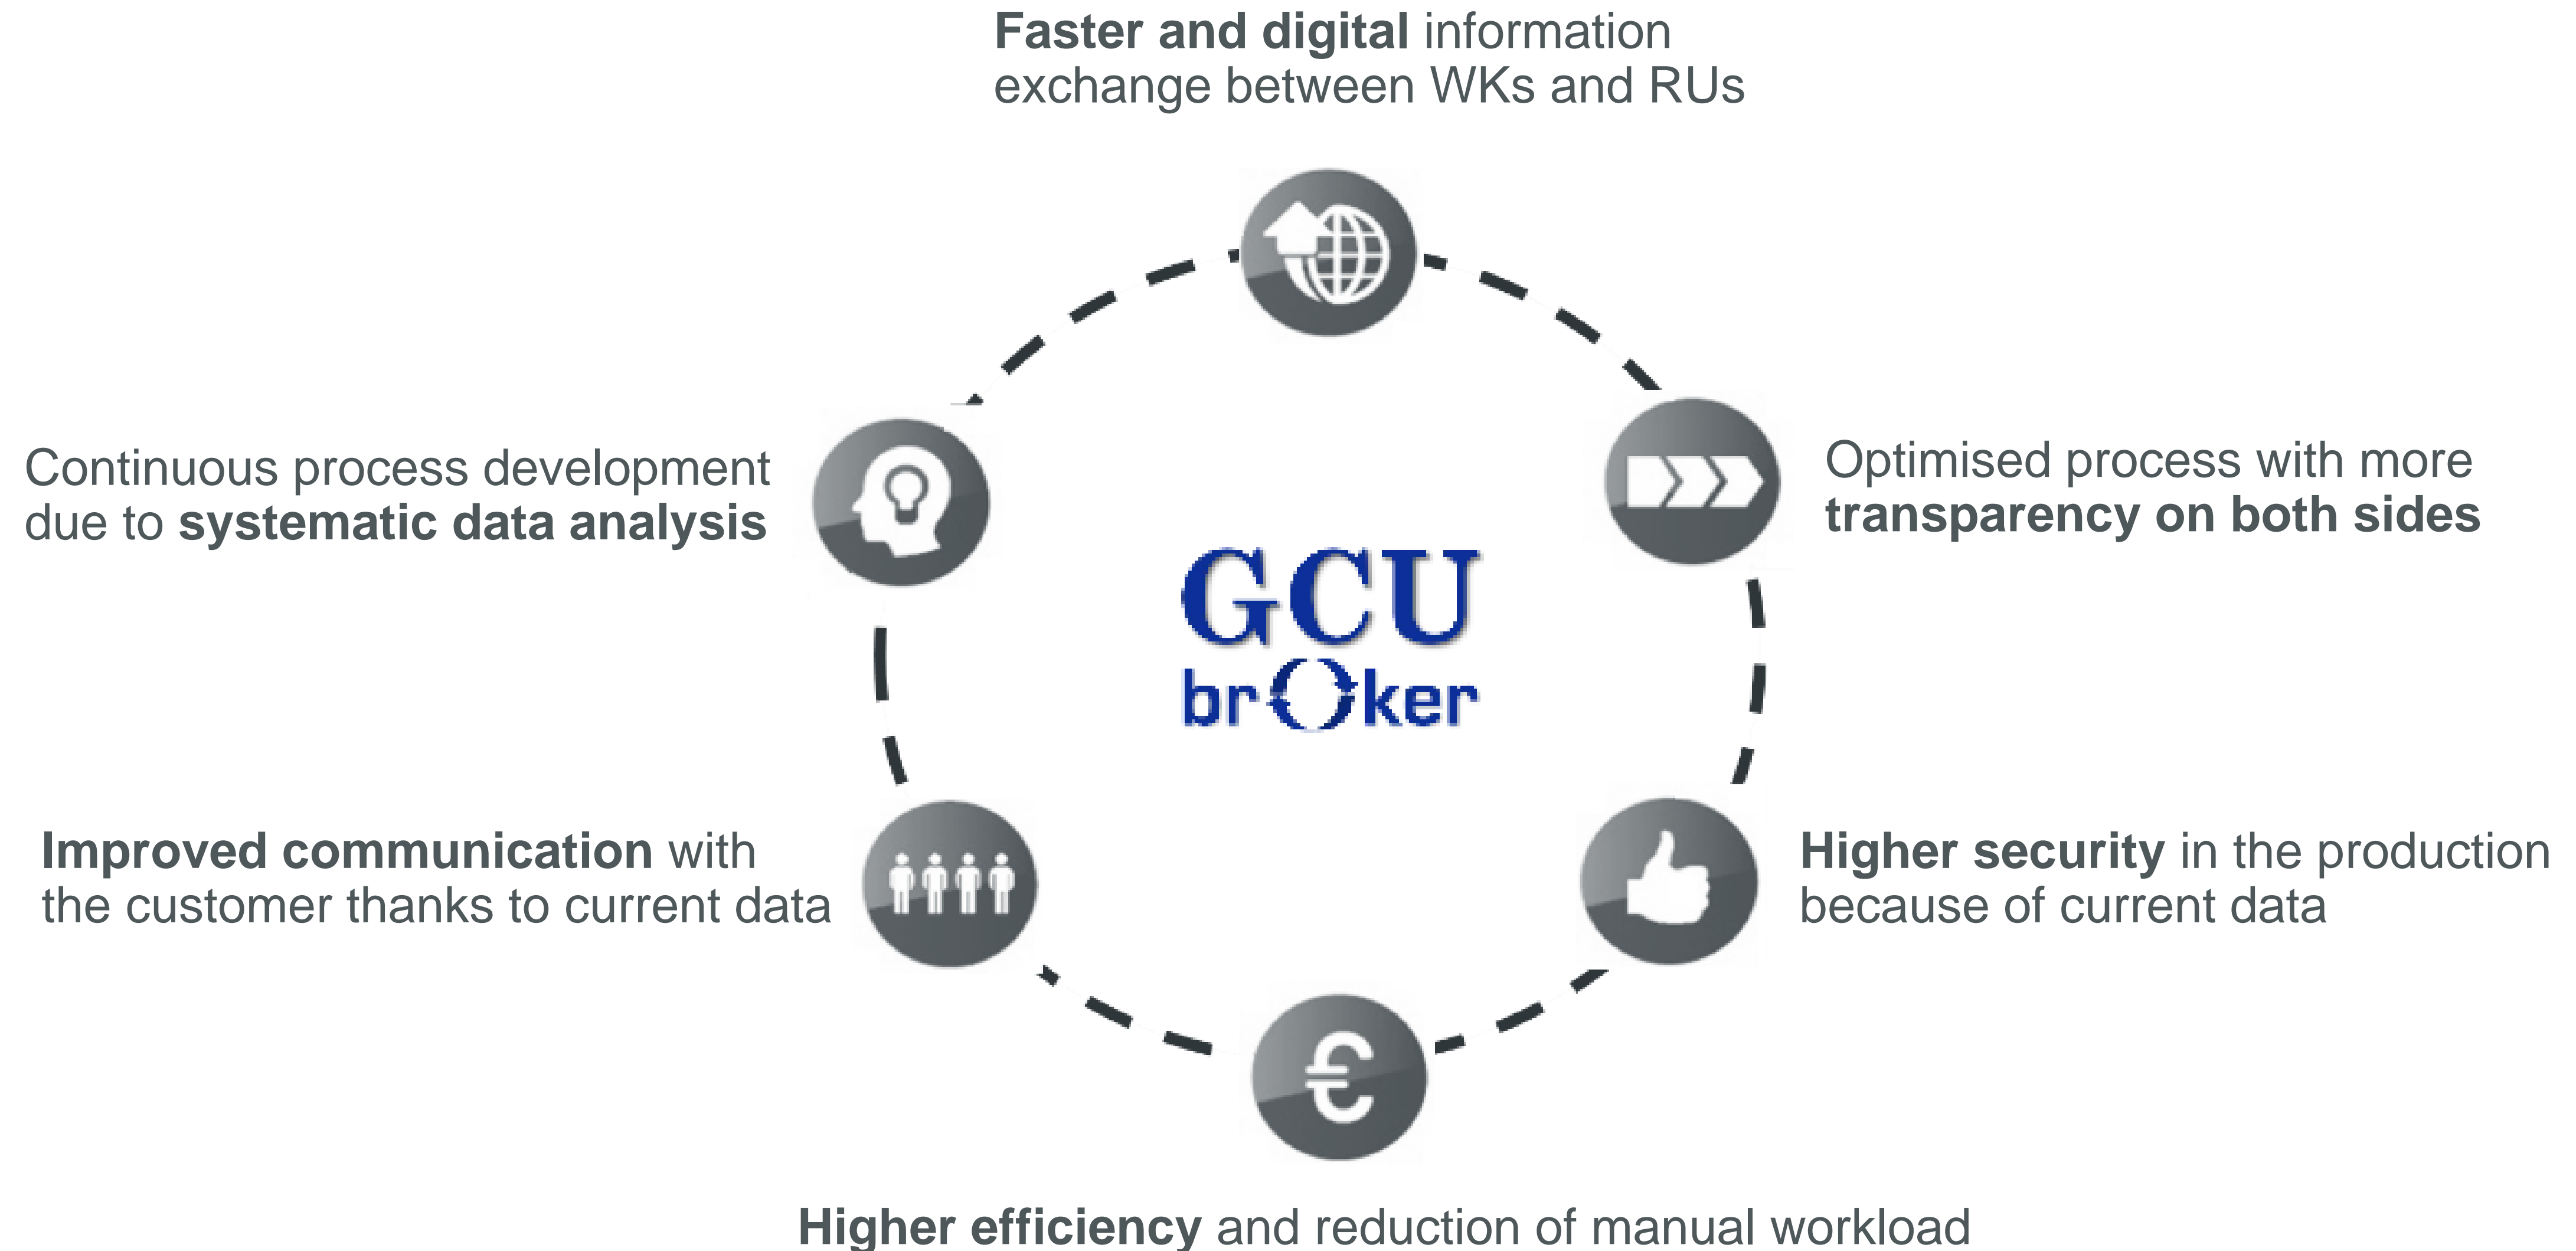 Faster and digital information
exchange between WKs and RUs
Continuous process development
due to systematic data analysis
Optimised process with more
transparency on both sides
GCU
broker
Improved communication with
the customer thanks to current data
Higher security in the production
because of current data
€
Higher efficiency and reduction of manual workload